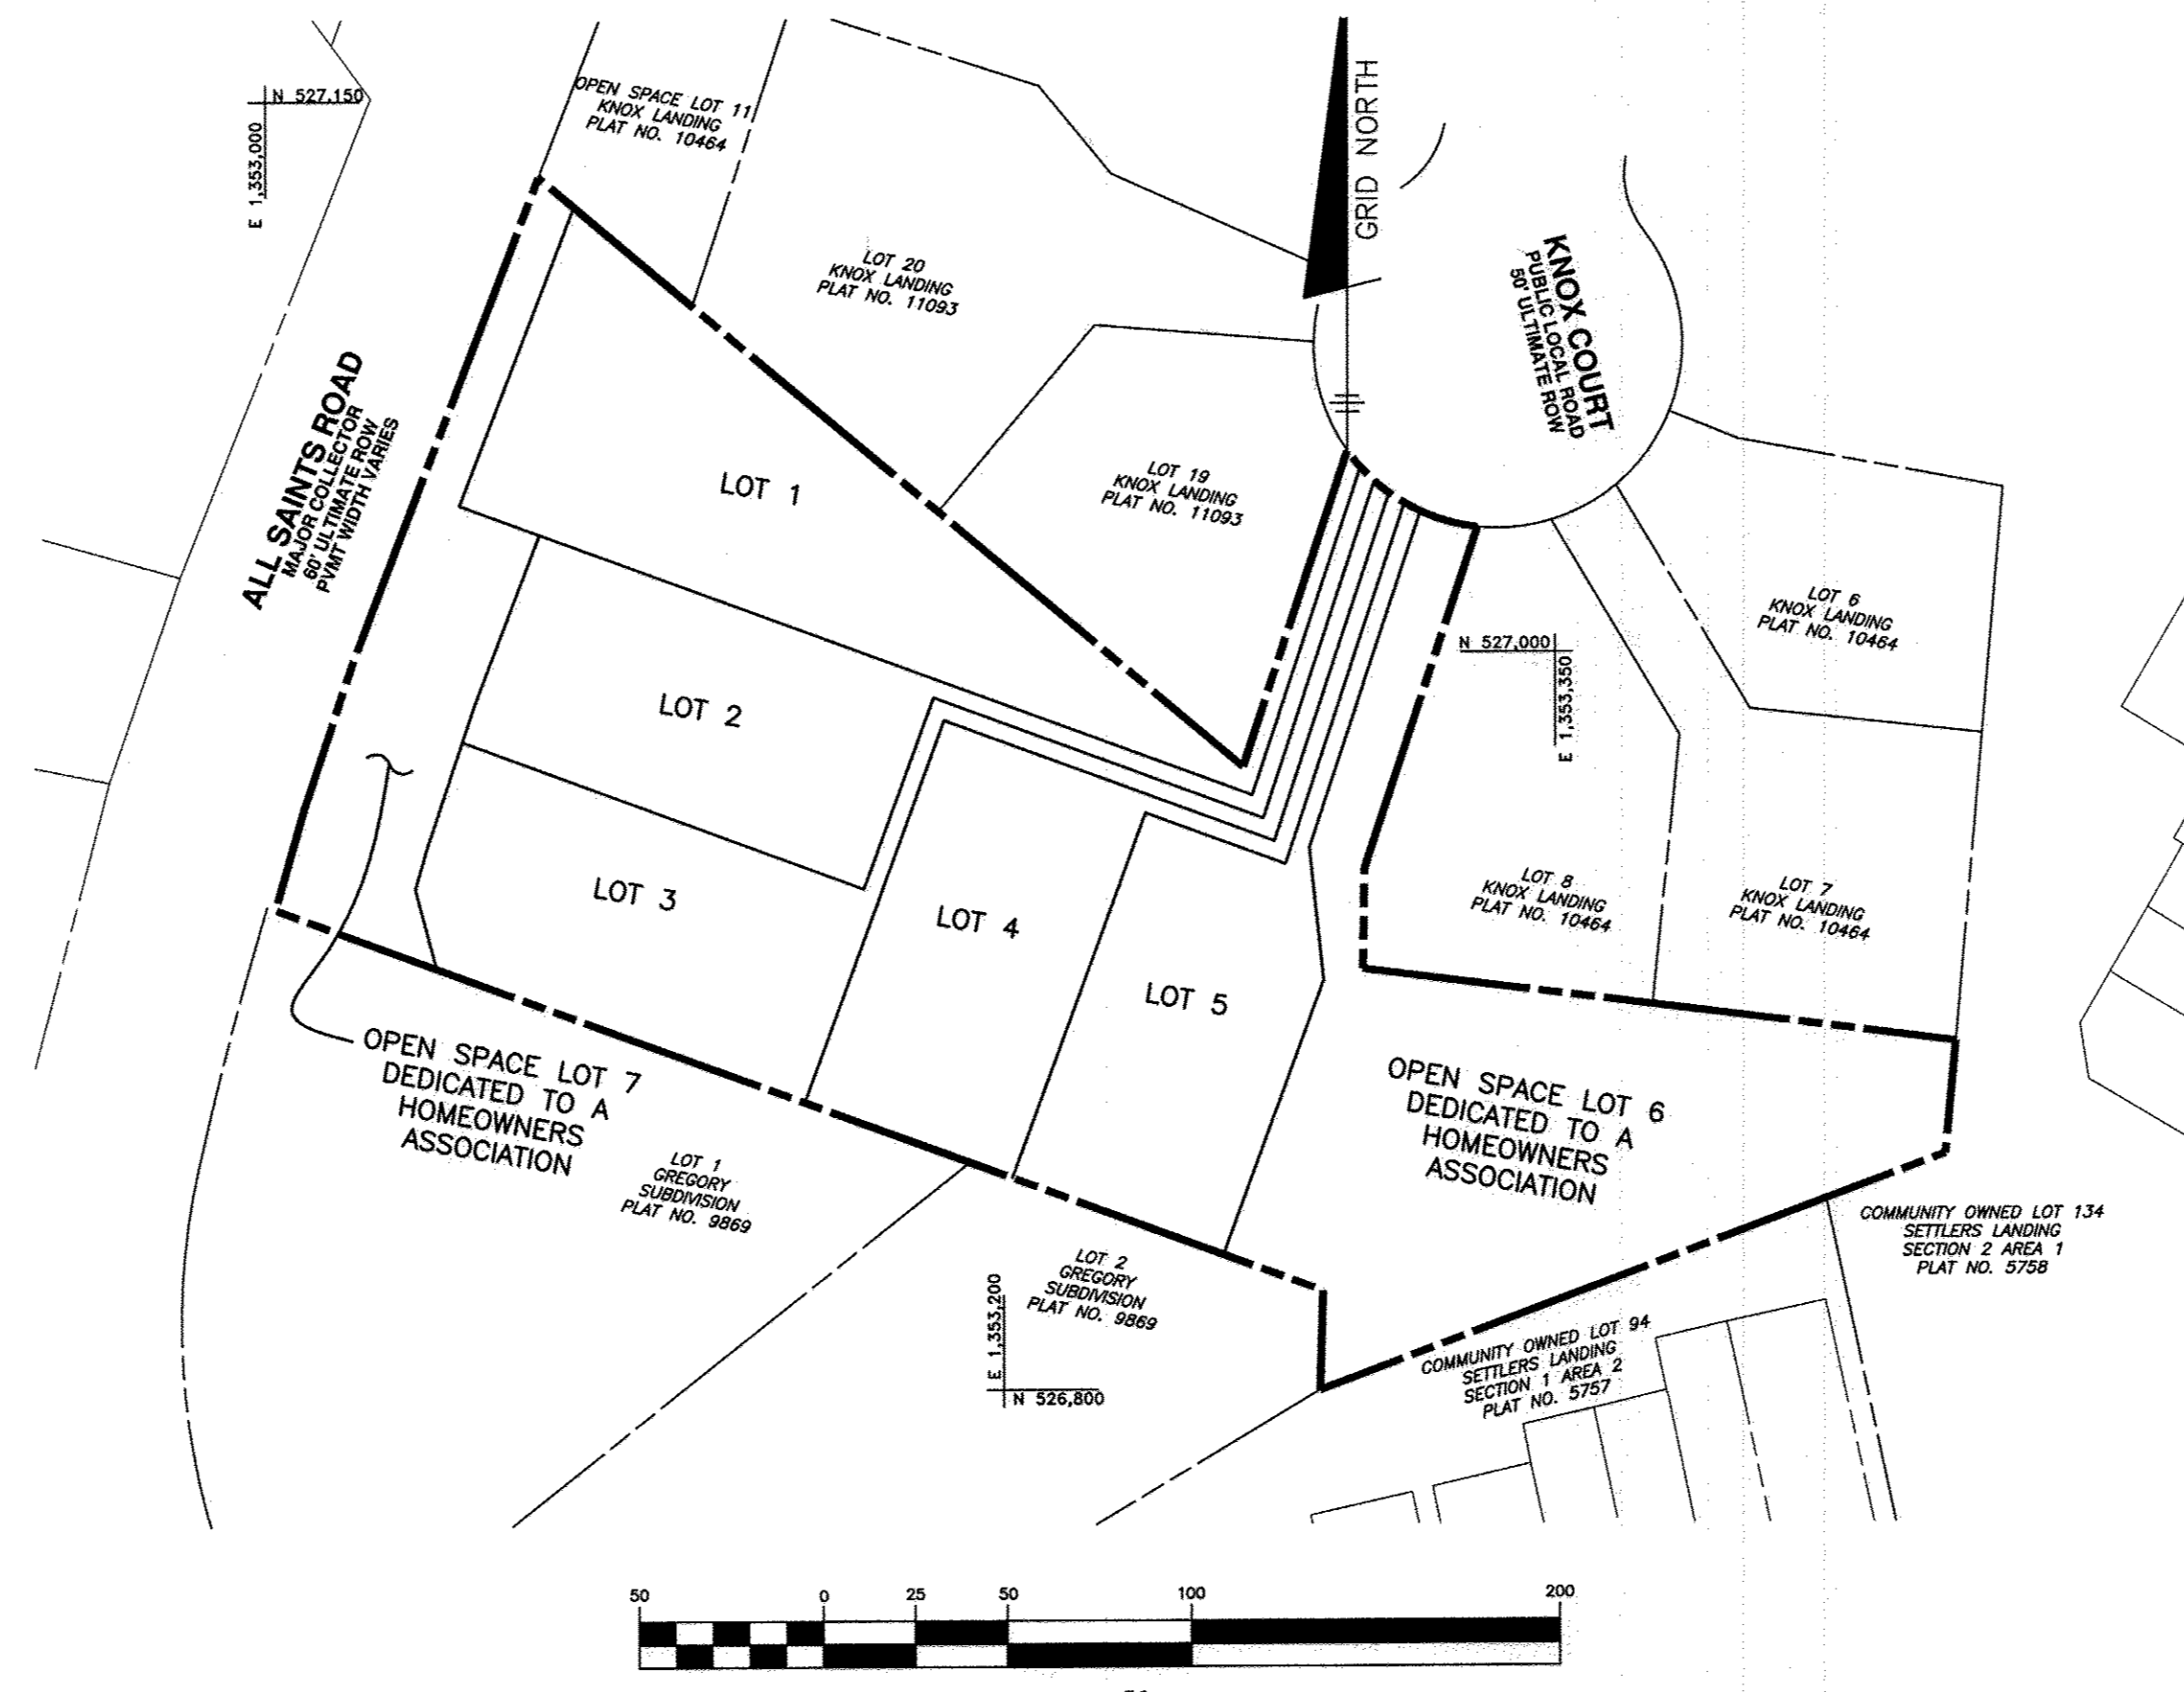 N 527,150
E 1,353,000
OPEN SPACE LOT 11
KNOX LANDING
PLAT NO. 10464
GRID NORTH
LOT 20
KNOX LANDING
PLAT NO. 11093
KNOX COURT
PUBLIC LOCAL ROAD
50' ULTIMATE ROW
ALL SAINTS ROAD
MAJOR COLLECTOR
60' ULTIMATE ROW
PVMT WIDTH VARIES
LOT 1
LOT 19
KNOX LANDING
PLAT NO. 11093
LOT 6
KNOX LANDING
PLAT NO. 10464
N 527,000
E 1,353,350
LOT 2
LOT 3
LOT 4
LOT 5
LOT 8
KNOX LANDING
PLAT NO. 10464
LOT 7
KNOX LANDING
PLAT NO. 10464
OPEN SPACE LOT 7
DEDICATED TO A
HOMEOWNERS
ASSOCIATION
OPEN SPACE LOT 6
DEDICATED TO A
HOMEOWNERS
ASSOCIATION
LOT 1
GREGORY
SUBDIVISION
PLAT NO. 9869
LOT 2
GREGORY
SUBDIVISION
PLAT NO. 9869
COMMUNITY OWNED LOT 134
SETTLERS LANDING
SECTION 2 AREA 1
PLAT NO. 5758
E 1,353,200
N 526,800
COMMUNITY OWNED LOT 94
SETTLERS LANDING
SECTION 1 AREA 2
PLAT NO. 5757
50 0 25 50 100 200